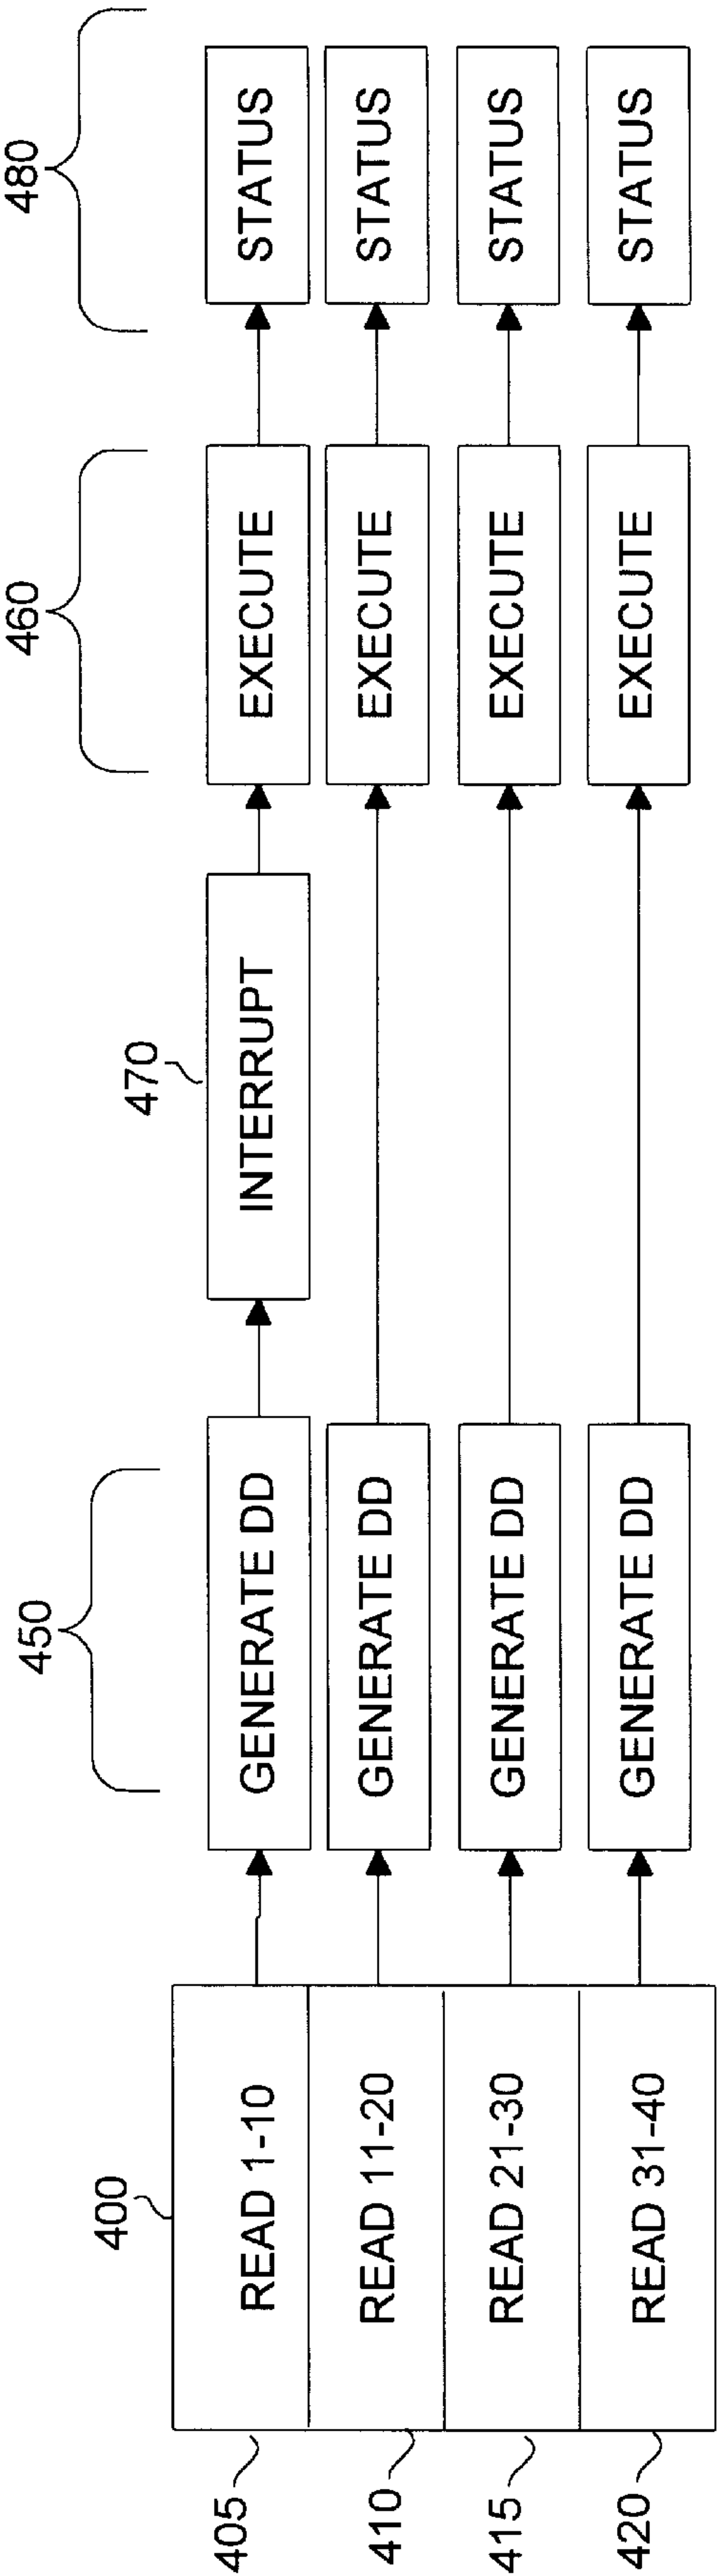 450
460
480
470
400
405
READ 1-10
GENERATE DD
INTERRUPT
EXECUTE
STATUS
410
READ 11-20
GENERATE DD
EXECUTE
STATUS
415
READ 21-30
GENERATE DD
EXECUTE
STATUS
420
READ 31-40
GENERATE DD
EXECUTE
STATUS